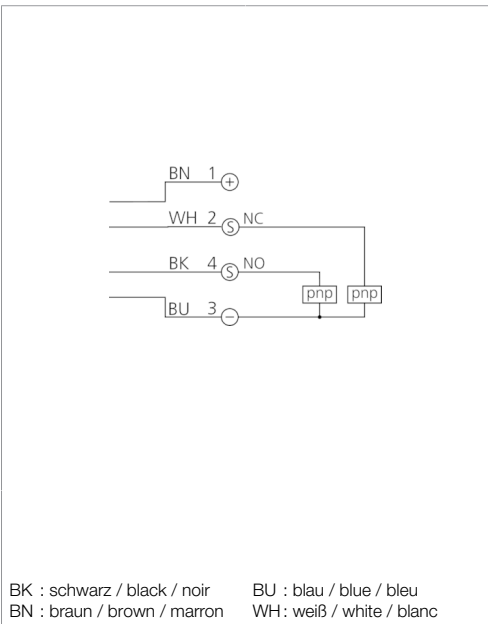 BN 1 +
WH 2 S NC
BK 4 S NO
pnp pnp
BU 3 −
BK : schwarz / black / noir BU : blau / blue / bleu
BN : braun / brown / marron WH : weiß / white / blanc